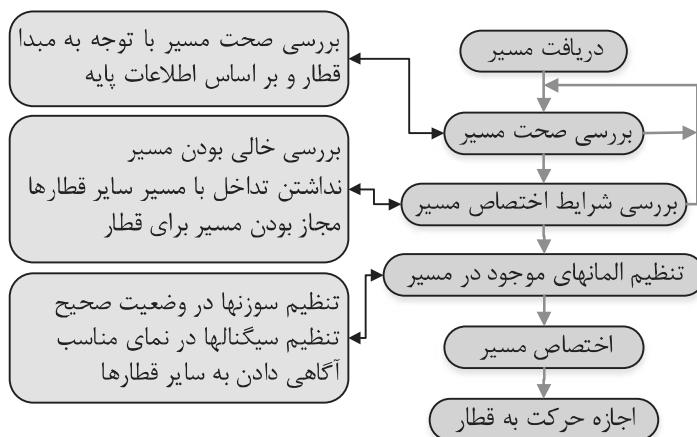 دریافت مسیر
بررسی صحت مسیر
بررسی شرایط اختصاص مسیر
تنظیم المانهای موجود در مسیر
اختصاص مسیر
اجازه حرکت به قطار
بررسی صحت مسیر با توجه به مبدا
قطار و بر اساس اطلاعات پایه
بررسی خالی بودن مسیر
نداشتن تداخل با مسیر سایر قطارها
مجاز بودن مسیر برای قطار
تنظیم سوزنها در وضعیت صحیح
تنظیم سیگنالها در نمای مناسب
آگاهی دادن به سایر قطارها